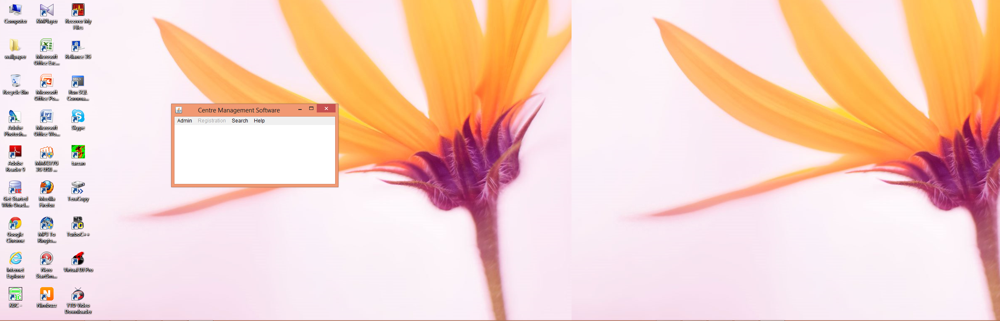 Computer
KMPlayer
Recover My
Files
wallpaper
Microsoft
Office Exc...
Reliance 3G
Recycle Bin
Microsoft
Office Po...
SQL>
Run SQL
Comma...
Adobe
Photosh...
Microsoft
Office Wo...
Skype
Adobe
Reader 9
MMX377G
3G USB ...
tarzan
Get Started
With Oracl...
Mozilla
Firefox
TeraCopy
Google
Chrome
MP3 To
Ringto...
MS
TurboC++
Internet
Explorer
Nero
StartSm...
Virtual DJ Pro
KBC -
Nimbuzz
YTD Video
Downloader
Centre Management Software
Admin Registration Search Help